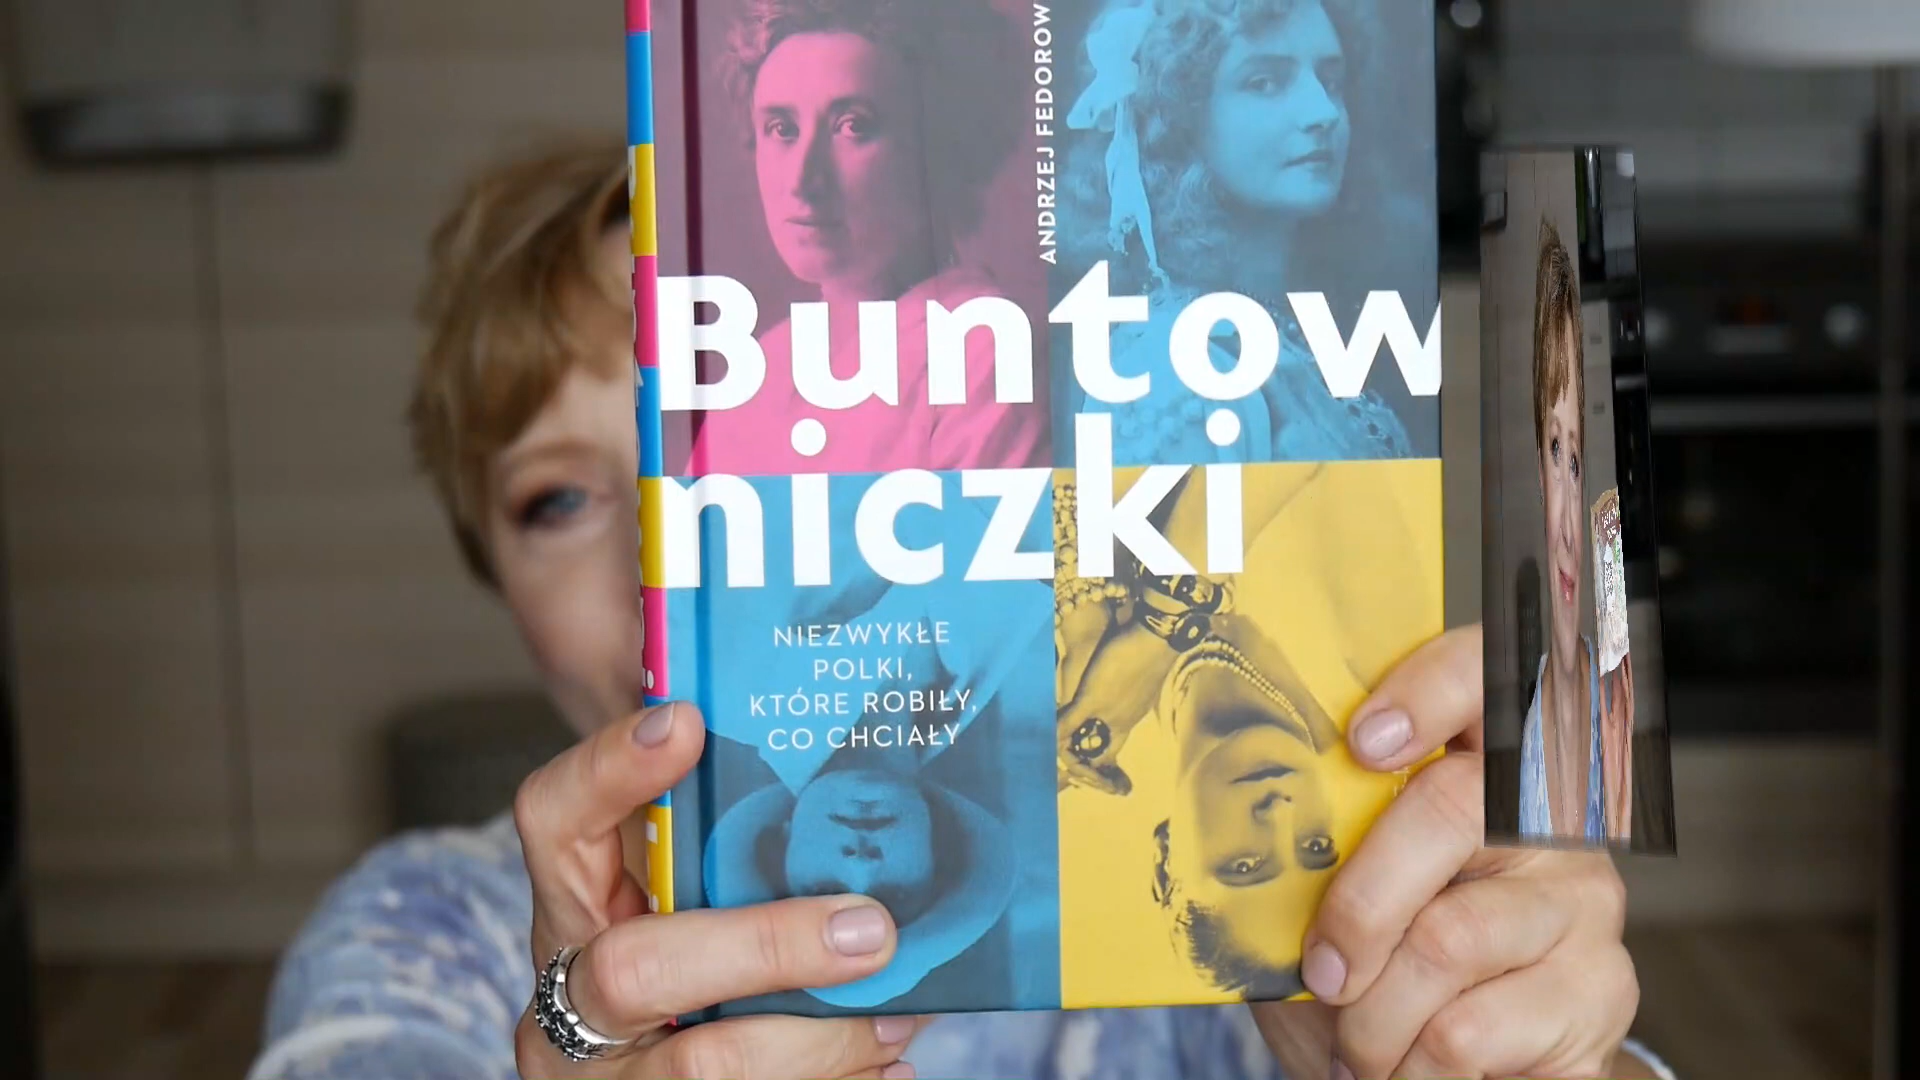 ANDRZEJ FEDOROW
Buntow
niczki
NIEZWYKŁE
POLKI,
KTÓRE ROBIŁY,
CO CHCIAŁY